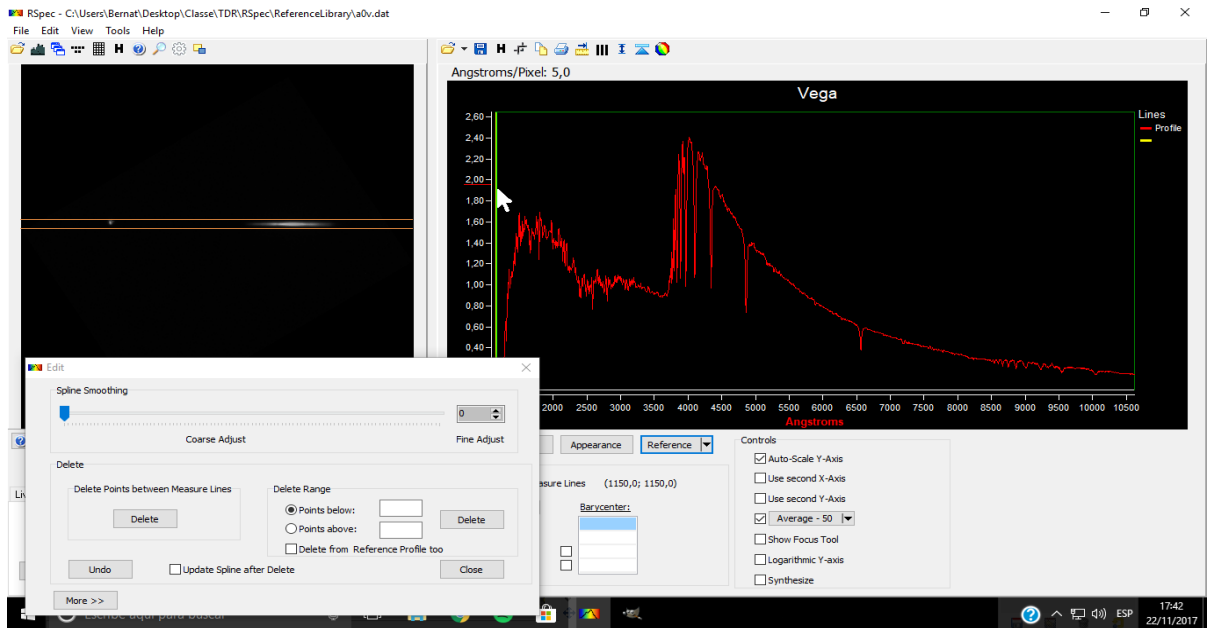 RSpec - C:\Users\Bernat\Desktop\Classe\TDR\RSpec\ReferenceLibrary\a0v.dat
File Edit View Tools Help
Angstroms/Pixel: 5,0
Vega
Lines
Profile
2,60
2,40
2,20
2,00
1,80
1,60
1,40
1,20
1,00
0,80
0,60
0,40
2000 2500 3000 3500 4000 4500 5000 5500 6000 6500 7000 7500 8000 8500 9000 9500 10000 10500
Angstroms
Edit
Spline Smoothing
0
Coarse Adjust Fine Adjust
Delete
Delete Points between Measure Lines
Delete
Delete Range
Points below:
Points above:
Delete
Delete from Reference Profile too
Undo
Update Spline after Delete
Close
More >>
Appearance
Reference
asure Lines (1150,0; 1150,0)
Barycenter:
Controls
Auto-Scale Y-Axis
Use second X-Axis
Use second Y-Axis
Average - 50
Show Focus Tool
Logarithmic Y-axis
Synthesize
Escribe aquí para buscar
ESP
17:42
22/11/2017